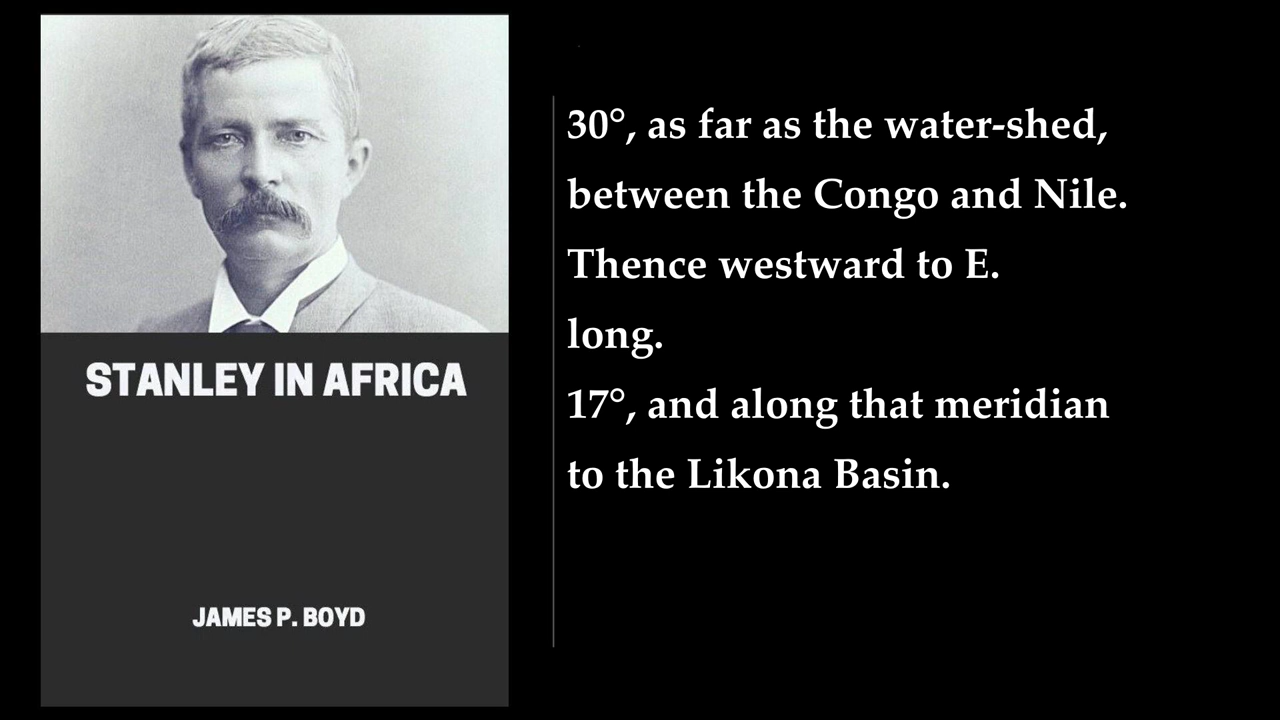 STANLEY IN AFRICA
JAMES P. BOYD
30°, as far as the water-shed,
between the Congo and Nile.
Thence westward to E.
long.
17°, and along that meridian
to the Likona Basin.